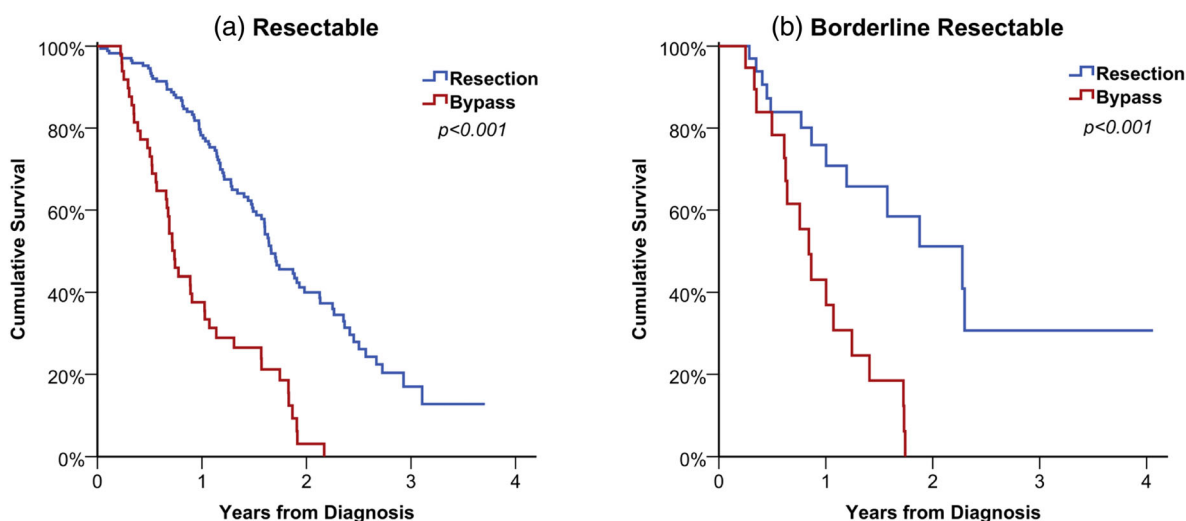 (a) Resectable
100%
80%
60%
40%
20%
0%
Cumulative Survival
Resection
Bypass
p<0.001
0 1 2 3 4
Years from Diagnosis
(b) Borderline Resectable
100%
80%
60%
40%
20%
0%
Cumulative Survival
Resection
Bypass
p<0.001
0 1 2 3 4
Years from Diagnosis